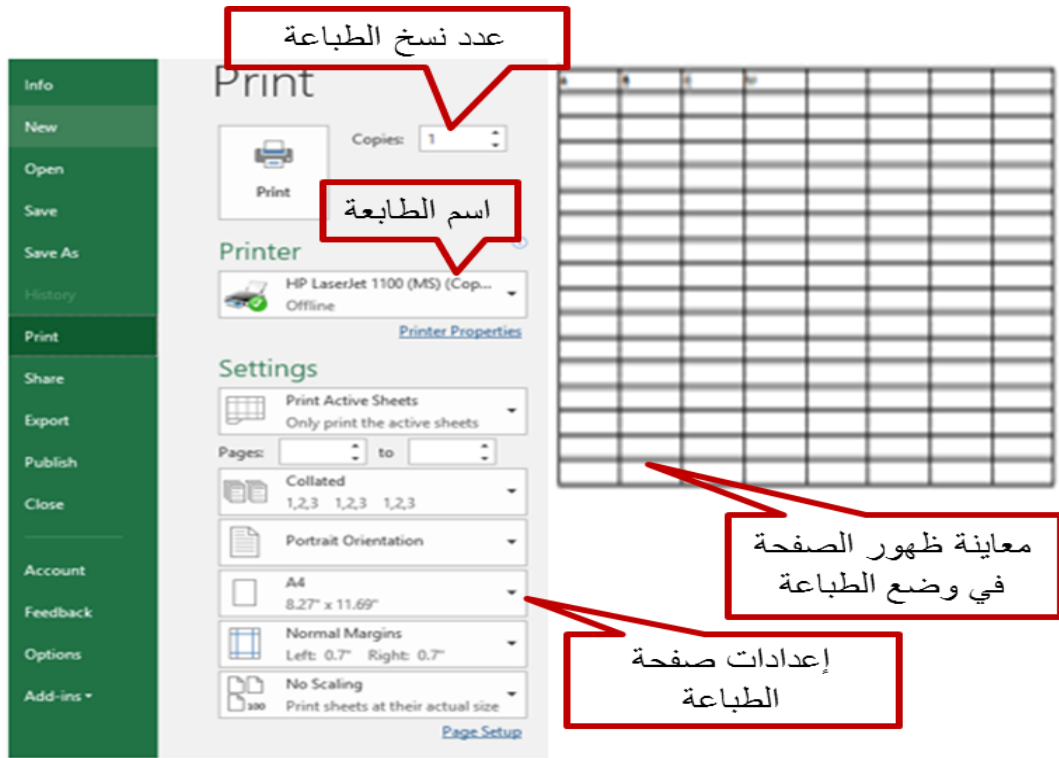 عدد نسخ الطباعة
Info
New
Open
Save
Save As
History
Print
Share
Export
Publish
Close
Account
Feedback
Options
Add-ins
Print
Copies: 1
Print
اسم الطابعة
Printer
HP LaserJet 1100 (MS) (Cop...
Offline
Printer Properties
Settings
Print Active Sheets
Only print the active sheets
Pages: to
Collated
1,2,3 1,2,3 1,2,3
Portrait Orientation
A4
8.27" x 11.69"
Normal Margins
Left: 0.7" Right: 0.7"
No Scaling
100
Print sheets at their actual size
Page Setup
معاينة ظهور الصفحة
في وضع الطباعة
إعدادات صفحة
الطباعة